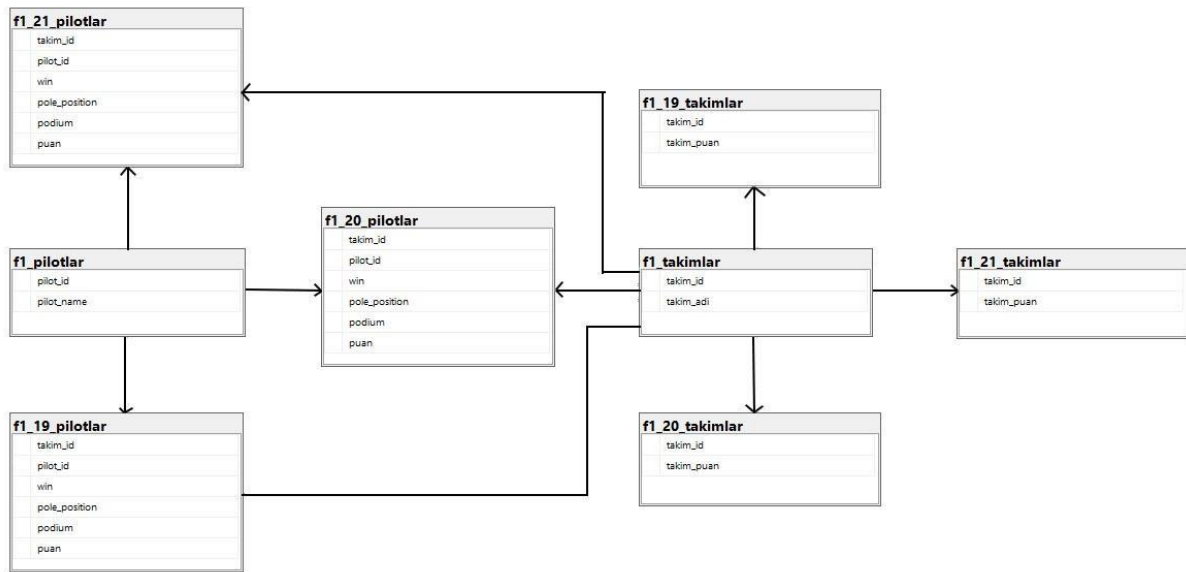 f1_21_pilotlar
takim_id
pilot_id
win
pole_position
podium
puan
f1_19_takimlar
takim_id
takim_puan
f1_20_pilotlar
takim_id
pilot_id
win
pole_position
podium
puan
f1_pilotlar
pilot_id
pilot_name
f1_takimlar
takim_id
takim_adi
f1_21_takimlar
takim_id
takim_puan
f1_19_pilotlar
takim_id
pilot_id
win
pole_position
podium
puan
f1_20_takimlar
takim_id
takim_puan